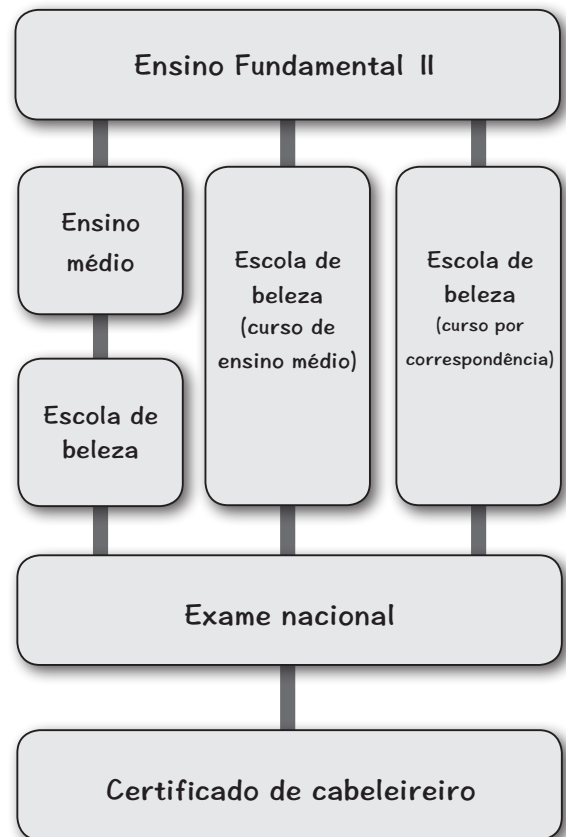 Ensino Fundamental II
Ensino
médio
Escola de
beleza
Escola de
beleza
(curso de
ensino médio)
Escola de
beleza
(curso por
correspondência)
Exame nacional
Certificado de cabeleireiro